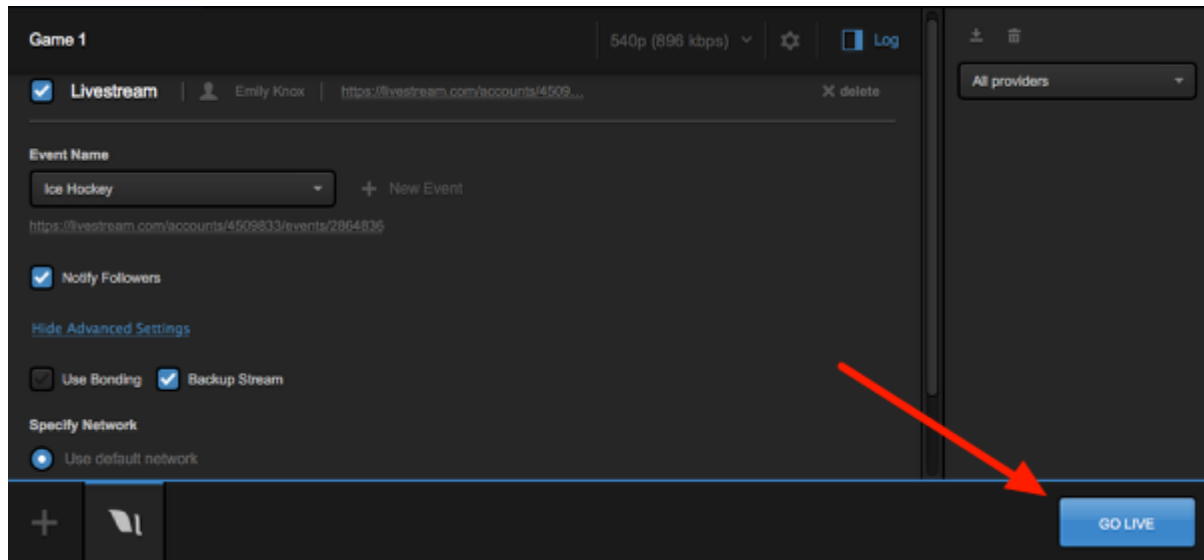 Game 1
540p (896 kbps)
Log
Livestream
Emily Knox
https://livestream.com/accounts/4509...
delete
All providers
Event Name
Ice Hockey
New Event
https://livestream.com/accounts/4509833/events/2864836
Notify Followers
Hide Advanced Settings
Use Bonding
Backup Stream
Specify Network
Use default network
GO LIVE